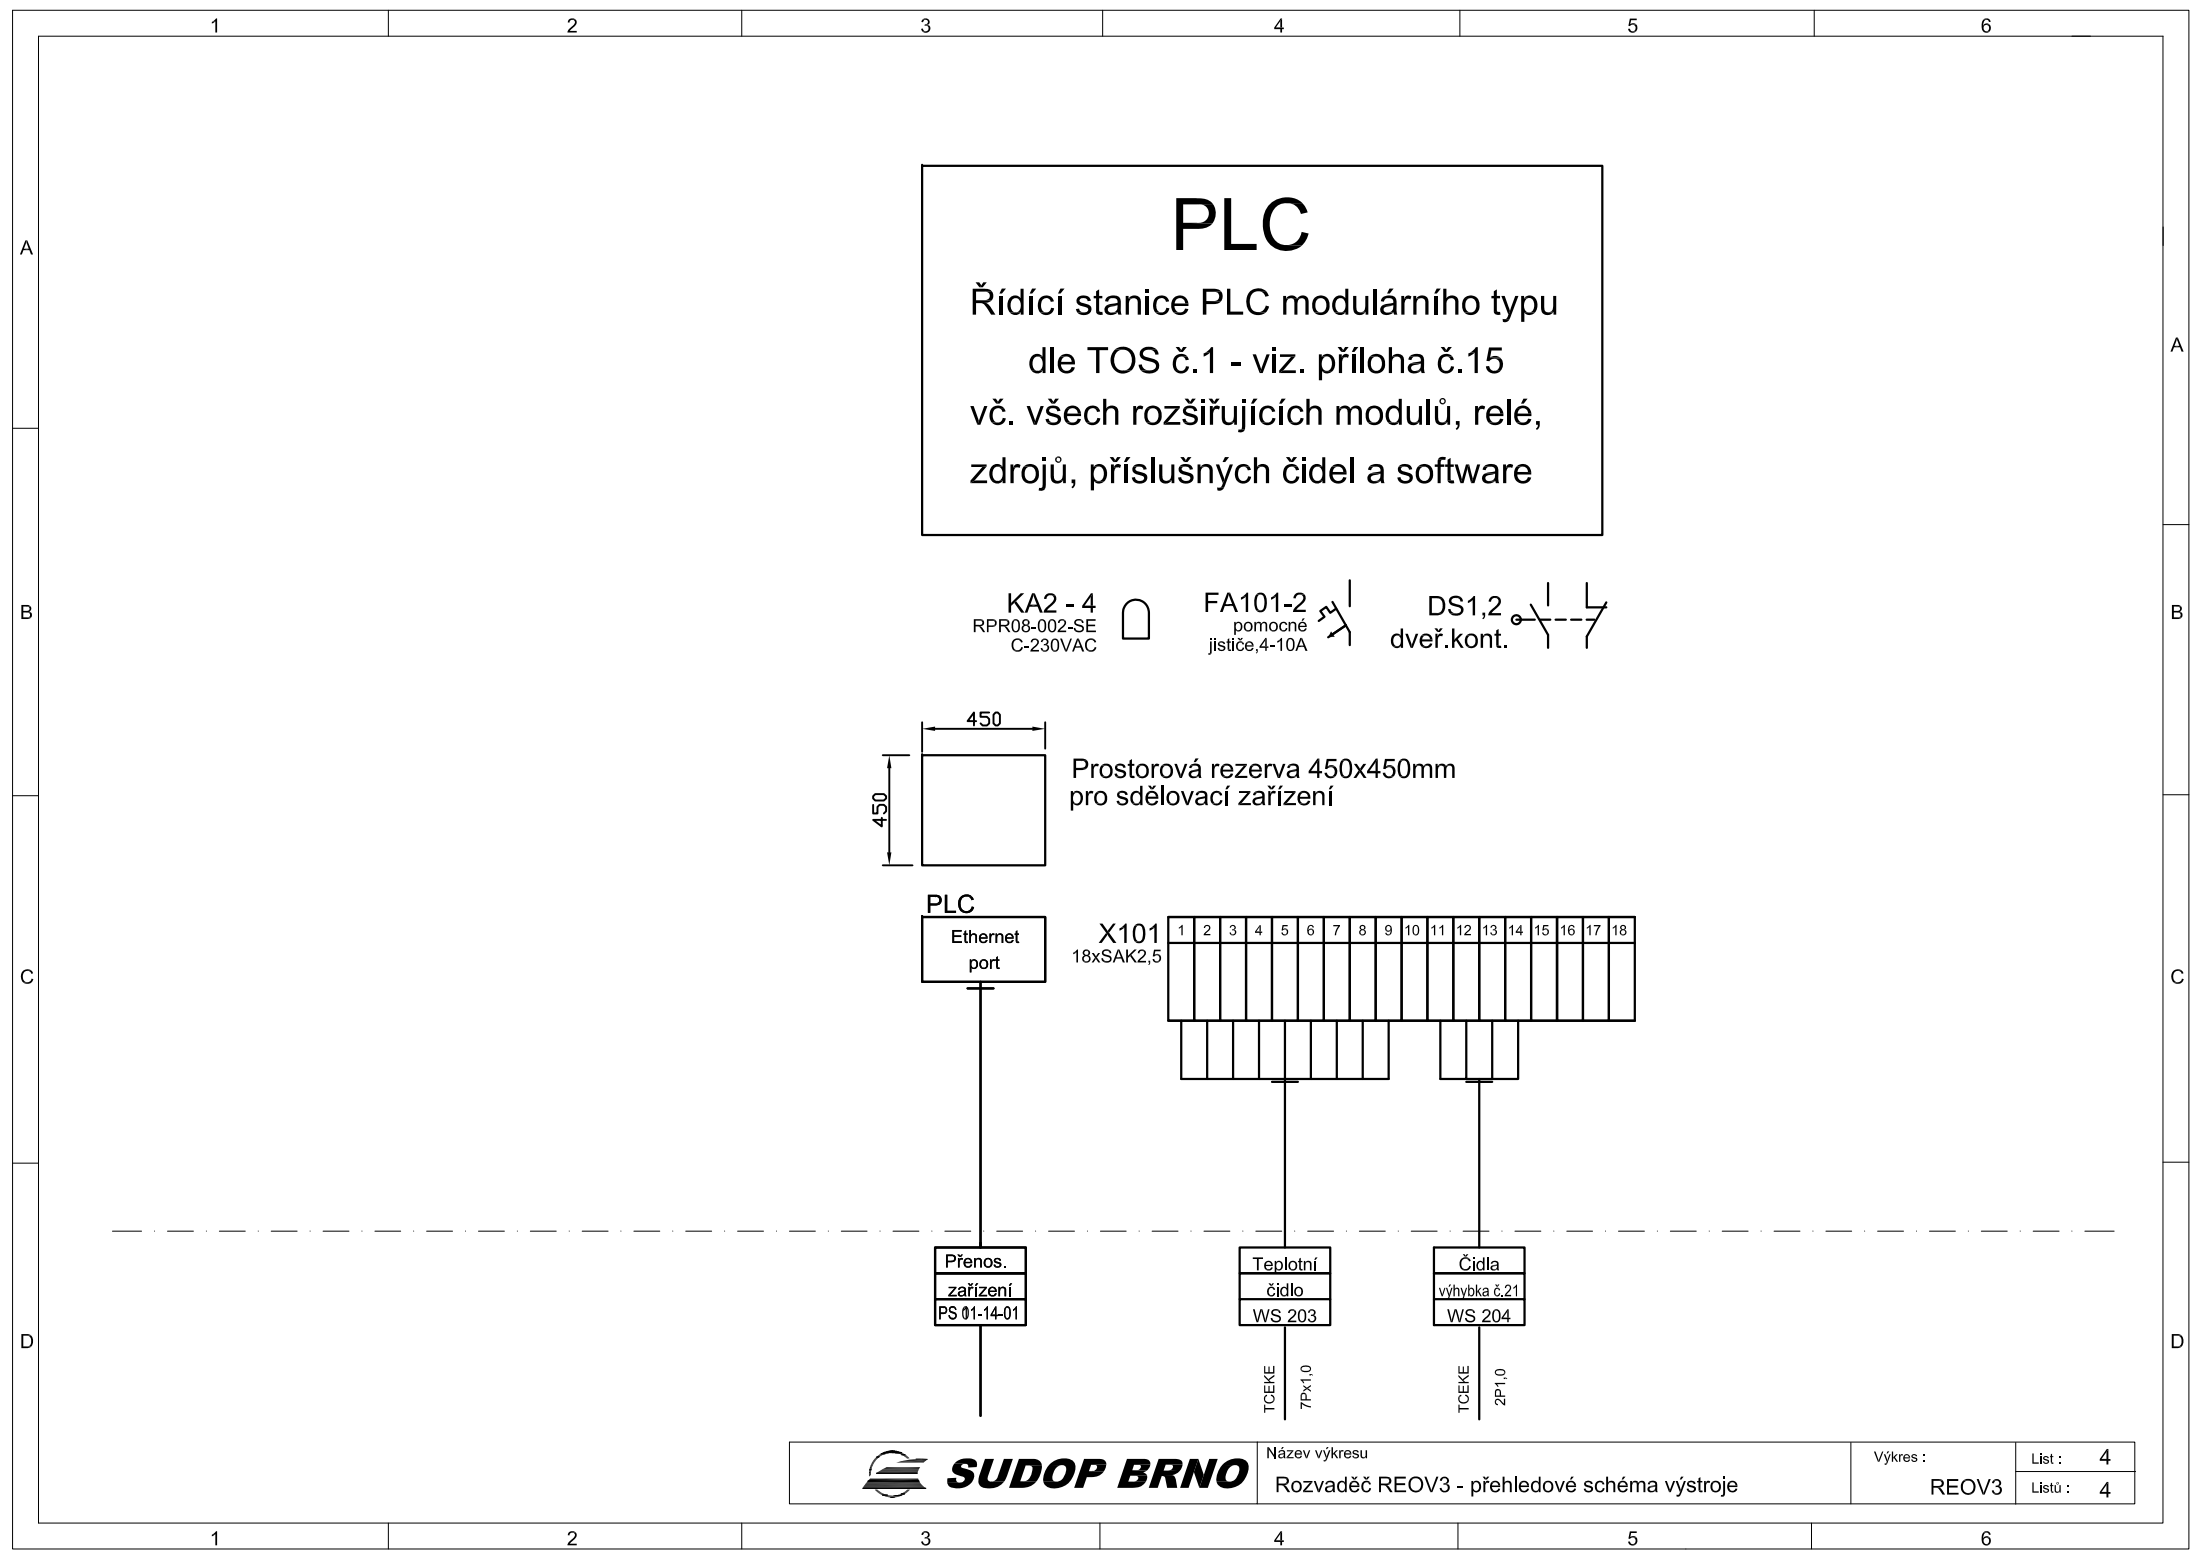 1 2 3 4 5 6
A
A
B
B
C
C
D
D
PLC
Řídící stanice PLC modulárního typu
dle TOS č.1 - viz. příloha č.15
vč. všech rozšiřujících modulů, relé,
zdrojů, příslušných čidel a software
KA2 - 4
RPR08-002-SE
C-230VAC
FA101-2
pomocné
jističe,4-10A
DS1,2
dveř.kont.
450
450
Prostorová rezerva 450x450mm
pro sdělovací zařízení
PLC
Ethernet
port
X101
18xSAK2,5
1 2 3 4 5 6 7 8 9 10 11 12 13 14 15 16 17 18
Přenos.
zařízení
PS 01-14-01
Teplotní
čidlo
WS 203
TCEKE
7Px1,0
Čidla
výhybka č.21
WS 204
TCEKE
2P1,0
SUDOP BRNO
Název výkresu
Rozvaděč REOV3 - přehledové schéma výstroje
Výkres :
REOV3
List : 4
Listů : 4
1 2 3 4 5 6